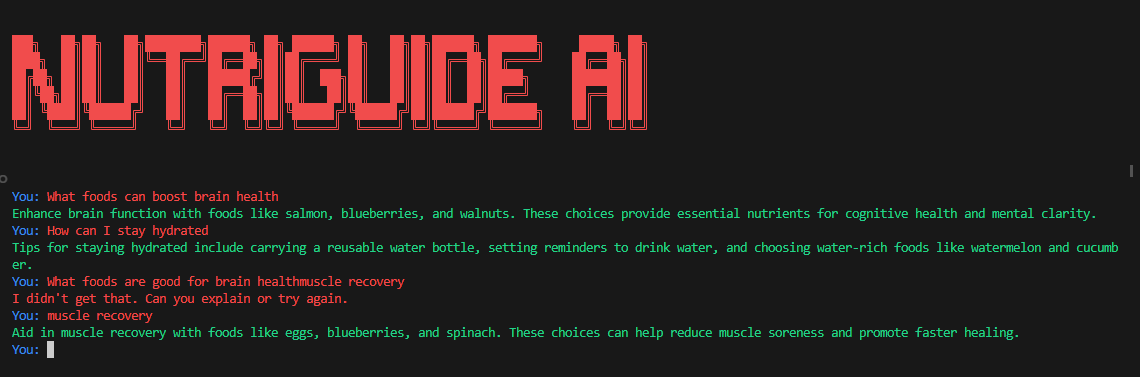 NUTRIGUIDE AI
You: What foods can boost brain health
Enhance brain function with foods like salmon, blueberries, and walnuts. These choices provide essential nutrients for cognitive health and mental clarity.
You: How can I stay hydrated
Tips for staying hydrated include carrying a reusable water bottle, setting reminders to drink water, and choosing water-rich foods like watermelon and cucumb
er.
You: What foods are good for brain healthmuscle recovery
I didn't get that. Can you explain or try again.
You: muscle recovery
Aid in muscle recovery with foods like eggs, blueberries, and spinach. These choices can help reduce muscle soreness and promote faster healing.
You: